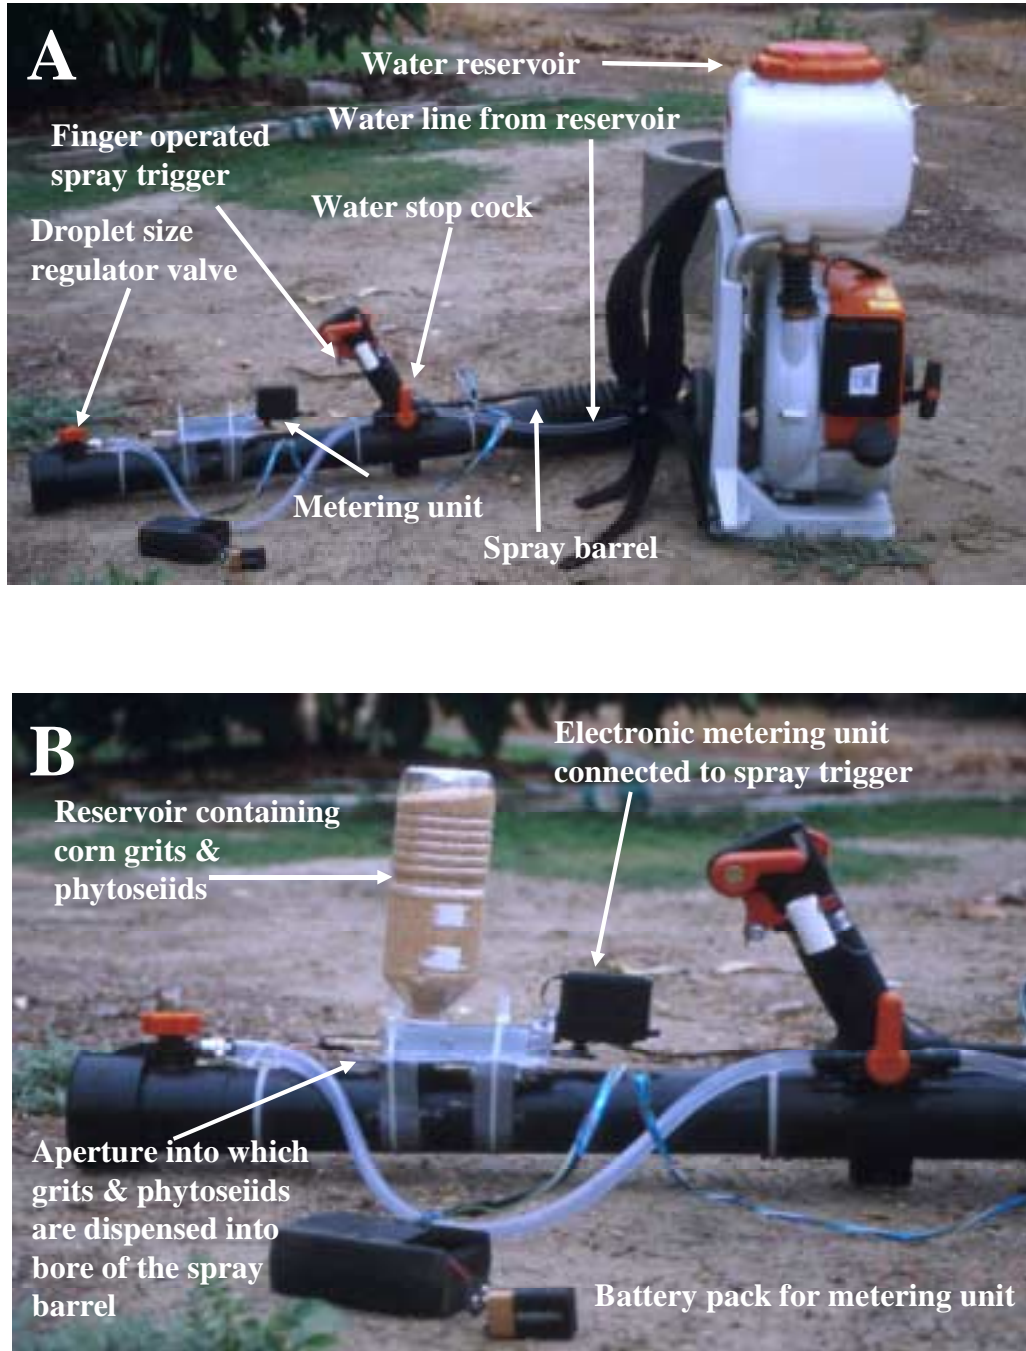 A
Water reservoir
Water line from reservoir
Finger operated
spray trigger
Water stop cock
Droplet size
regulator valve
Metering unit
Spray barrel
B
Electronic metering unit
connected to spray trigger
Reservoir containing
corn grits &
phytoseiids
Aperture into which
grits & phytoseiids
are dispensed into
bore of the spray
barrel
Battery pack for metering unit